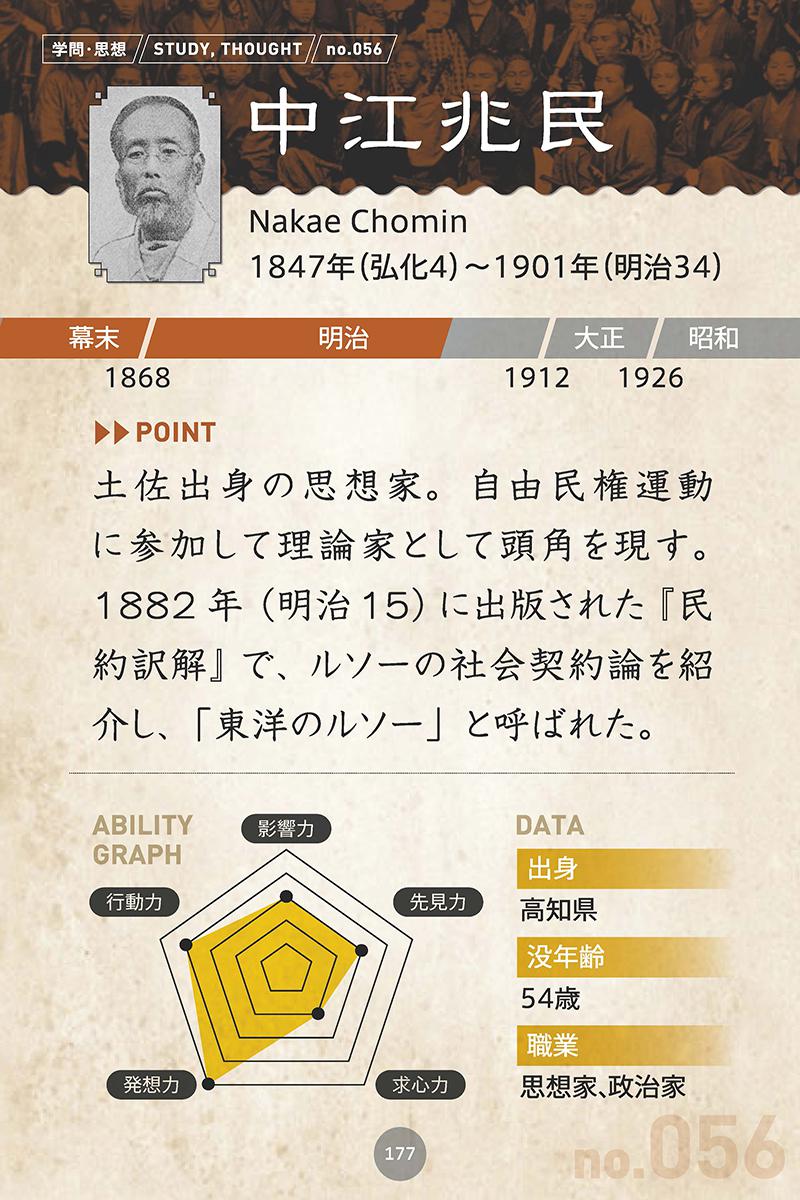 学問・思想 STUDY, THOUGHT no.056
中江兆民
Nakae Chomin
1847年(弘化4)~1901年(明治34)
幕末 明治 大正 昭和
1868 1912 1926
POINT
土佐出身の思想家。自由民権運動
に参加して理論家として頭角を現す。
1882年(明治15)に出版された『民
約訳解』で、ルソーの社会契約論を紹
介し、「東洋のルソー」と呼ばれた。
ABILITY
GRAPH
影響力
行動力
先見力
発想力
求心力
DATA
出身
高知県
没年齢
54歳
職業
思想家、政治家
177
no.056